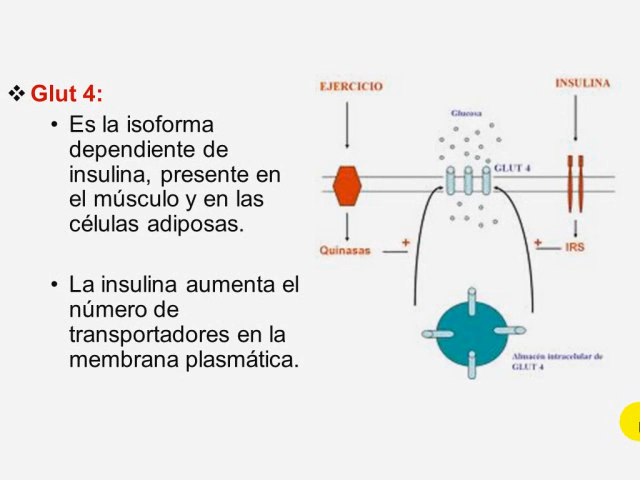 ❖ Glut 4:
• Es la isoforma
dependiente de
insulina, presente en
el músculo y en las
células adiposas.
• La insulina aumenta el
número de
transportadores en la
membrana plasmática.
EJERCICIO
INSULINA
Glucosa
GLUT 4
Quinasas
+
+
IRS
Almacén intracelular de
GLUT 4